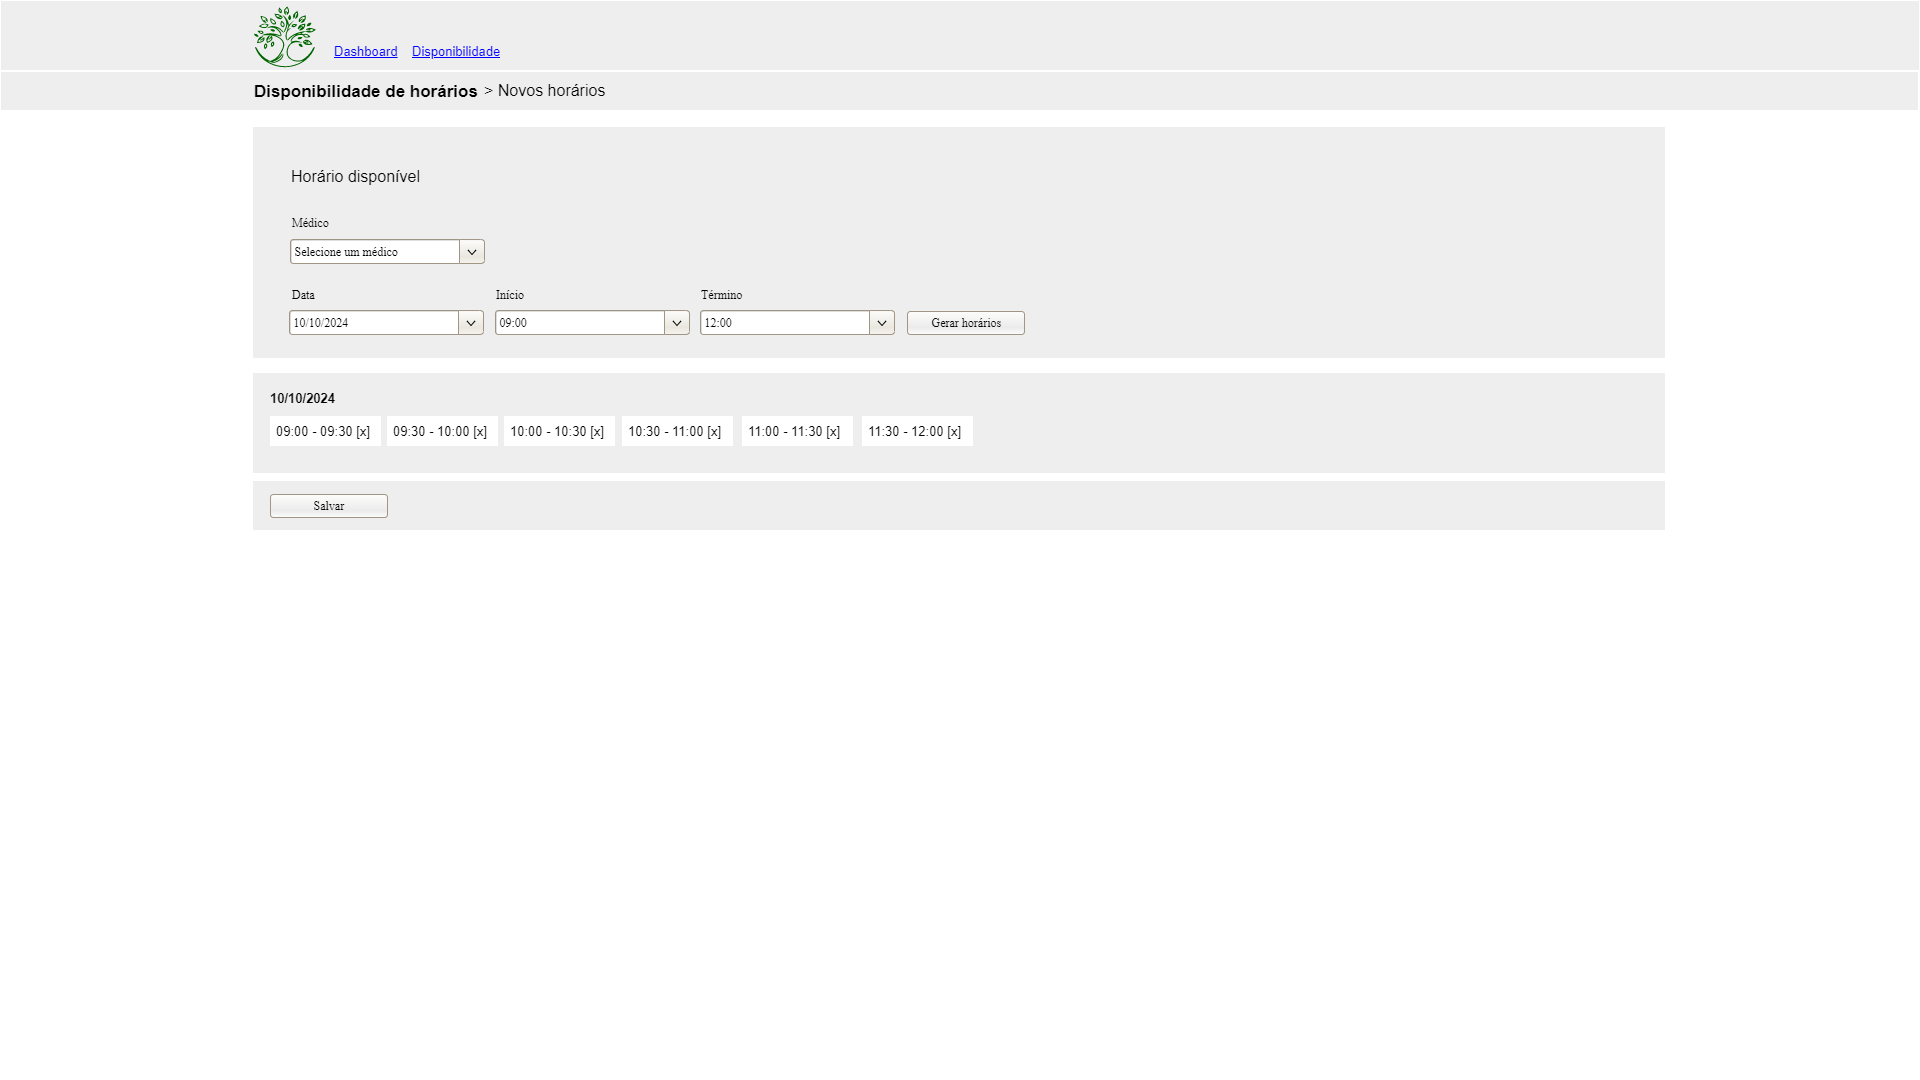 Dashboard Disponibilidade
Disponibilidade de horários > Novos horários
Horário disponível
Médico
Selecione um médico
Data Início Término
10/10/2024 09:00 12:00 Gerar horários
10/10/2024
09:00 - 09:30 [x] 09:30 - 10:00 [x] 10:00 - 10:30 [x] 10:30 - 11:00 [x] 11:00 - 11:30 [x] 11:30 - 12:00 [x]
Salvar